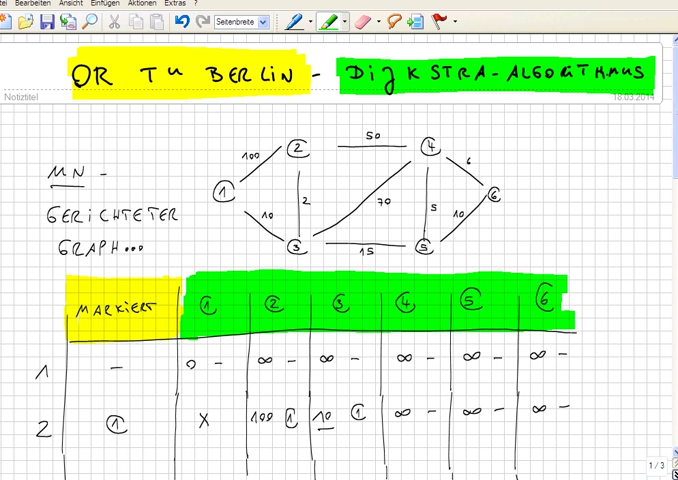 tei Bearbeiten Ansicht Einfügen Aktionen Extras ?
Seitenbreite
OR TU BERLIN - DIJKSTRA-ALGORITHMUS
Notiztitel
18.03.2014
MN -
GERICHTETER
GRAPH...
100
50
6
2
4
1
2
70
5
6
10
10
3
15
5
MARKIERT 1 2 3 4 5 6
1 - 0 - ∞ - ∞ - ∞ - ∞ - ∞ -
2 1 X 100 1 10 1 ∞ - ∞ - ∞ -
1 / 3